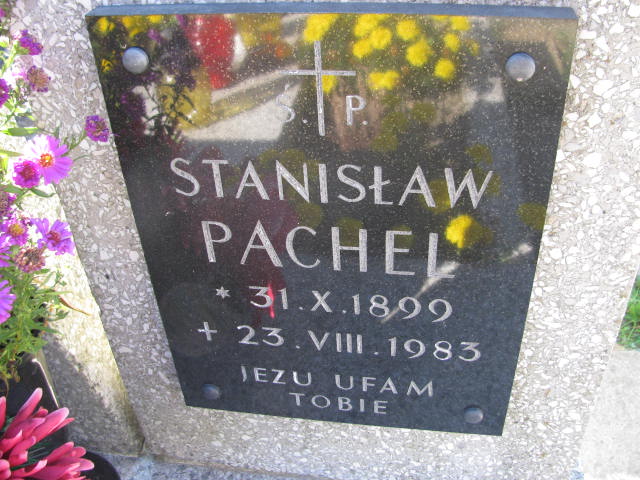 Ś. P.
STANISŁAW
PACHEL
* 31.X.1899
+ 23.VIII.1983
JEZU UFAM
TOBIE